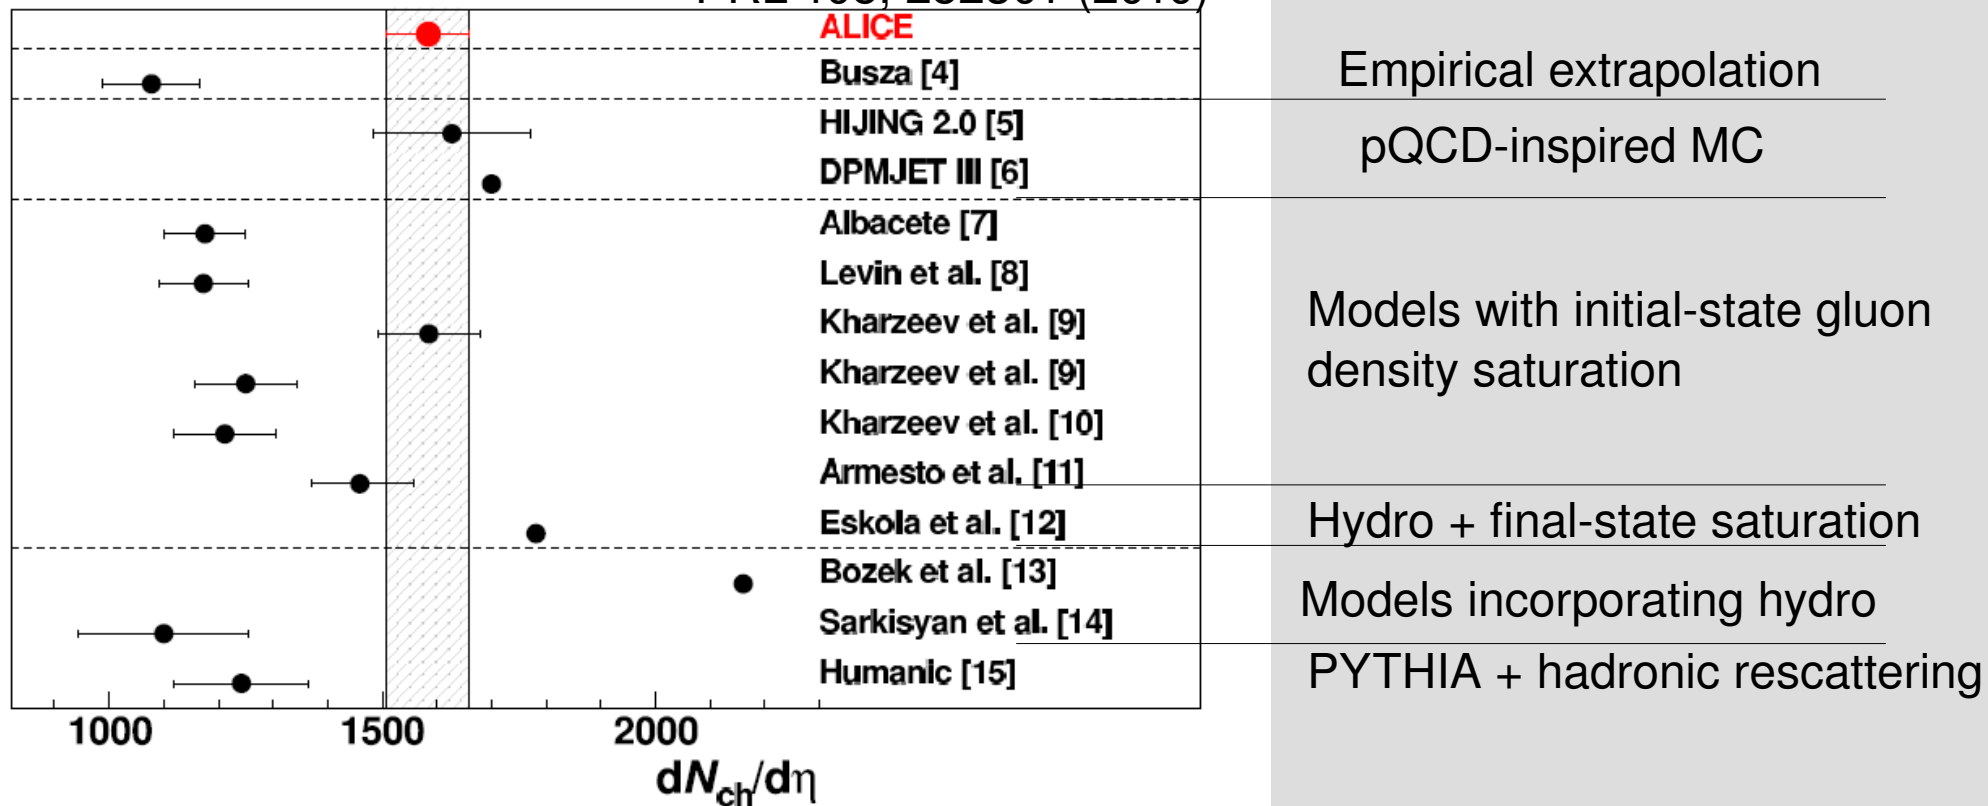 ALICE
Busza [4]
Empirical extrapolation
HIJING 2.0 [5]
pQCD-inspired MC
DPMJET III [6]
Albacete [7]
Levin et al. [8]
Kharzeev et al. [9]
Models with initial-state gluon
density saturation
Kharzeev et al. [9]
Kharzeev et al. [10]
Armesto et al. [11]
Eskola et al. [12]
Hydro + final-state saturation
Bozek et al. [13]
Models incorporating hydro
Sarkisyan et al. [14]
Humanic [15]
PYTHIA + hadronic rescattering
1000 1500 2000
dNch/dη